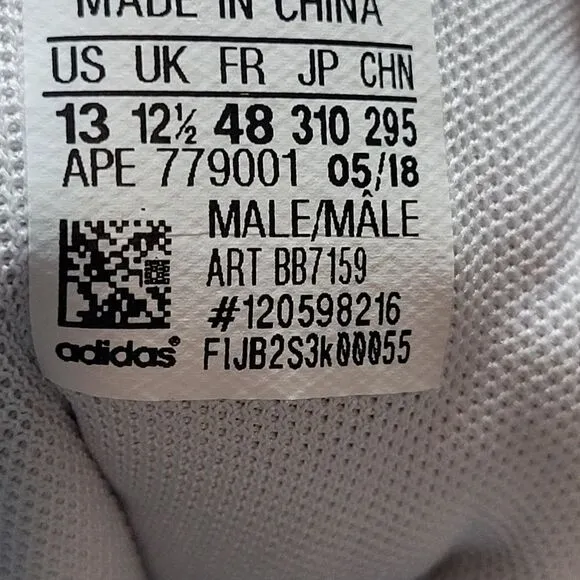 MADE IN CHINA
US UK FR JP CHN
13 12½ 48 310 295
APE 779001 05/18
MALE/MÂLE
ART BB7159
#120598216
adidas® F1JB2S3k00055